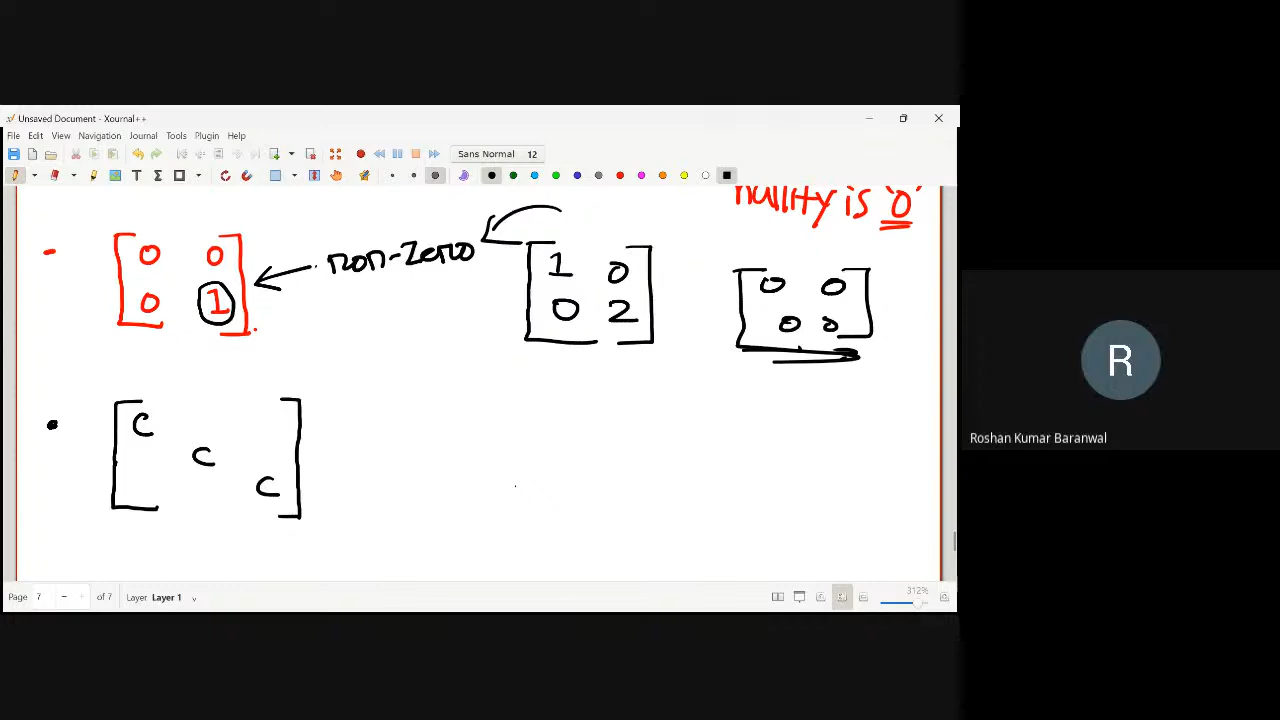 Unsaved Document - Xournal++
File Edit View Navigation Journal Tools Plugin Help
Sans Normal 12
nullity is '0'
- [0 0
0 1] ← non-zero
[1 0
0 2]
[0 0
0 0]
• [c
c
c]
Page 7 - + of 7 Layer Layer 1
312%
R
Roshan Kumar Baranwal